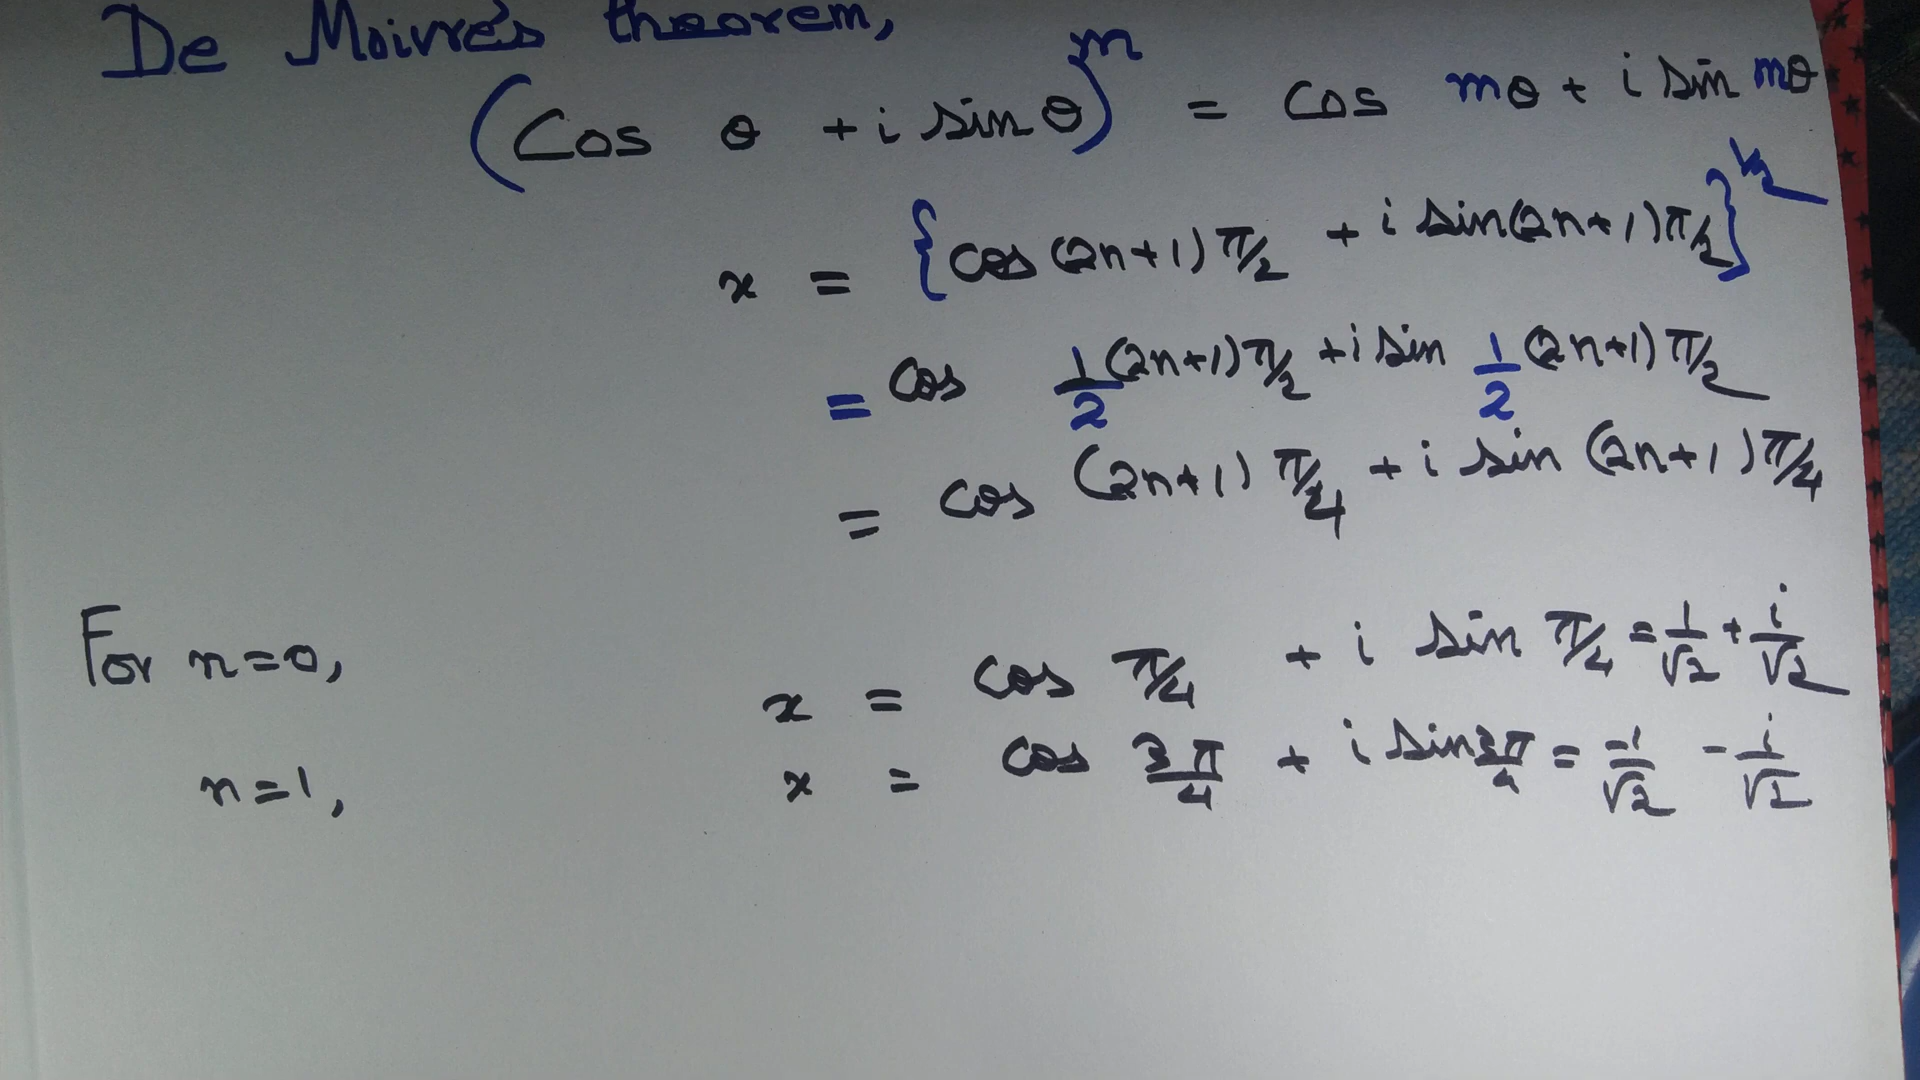 De Moivre's theorem,
(Cos θ + i sin θ)^m = cos mθ + i sin mθ
x = {cos (2n+1) π/2 + i sin(2n+1)π/2}^1/2
= cos 1/2 (2n+1) π/2 + i sin 1/2 (2n+1) π/2
= cos (2n+1) π/4 + i sin (2n+1) π/4
For n=0, x = cos π/4 + i sin π/4 = 1/√2 + i/√2
n=1, x = cos 3π/4 + i sin 3π/4 = -1/√2 - i/√2